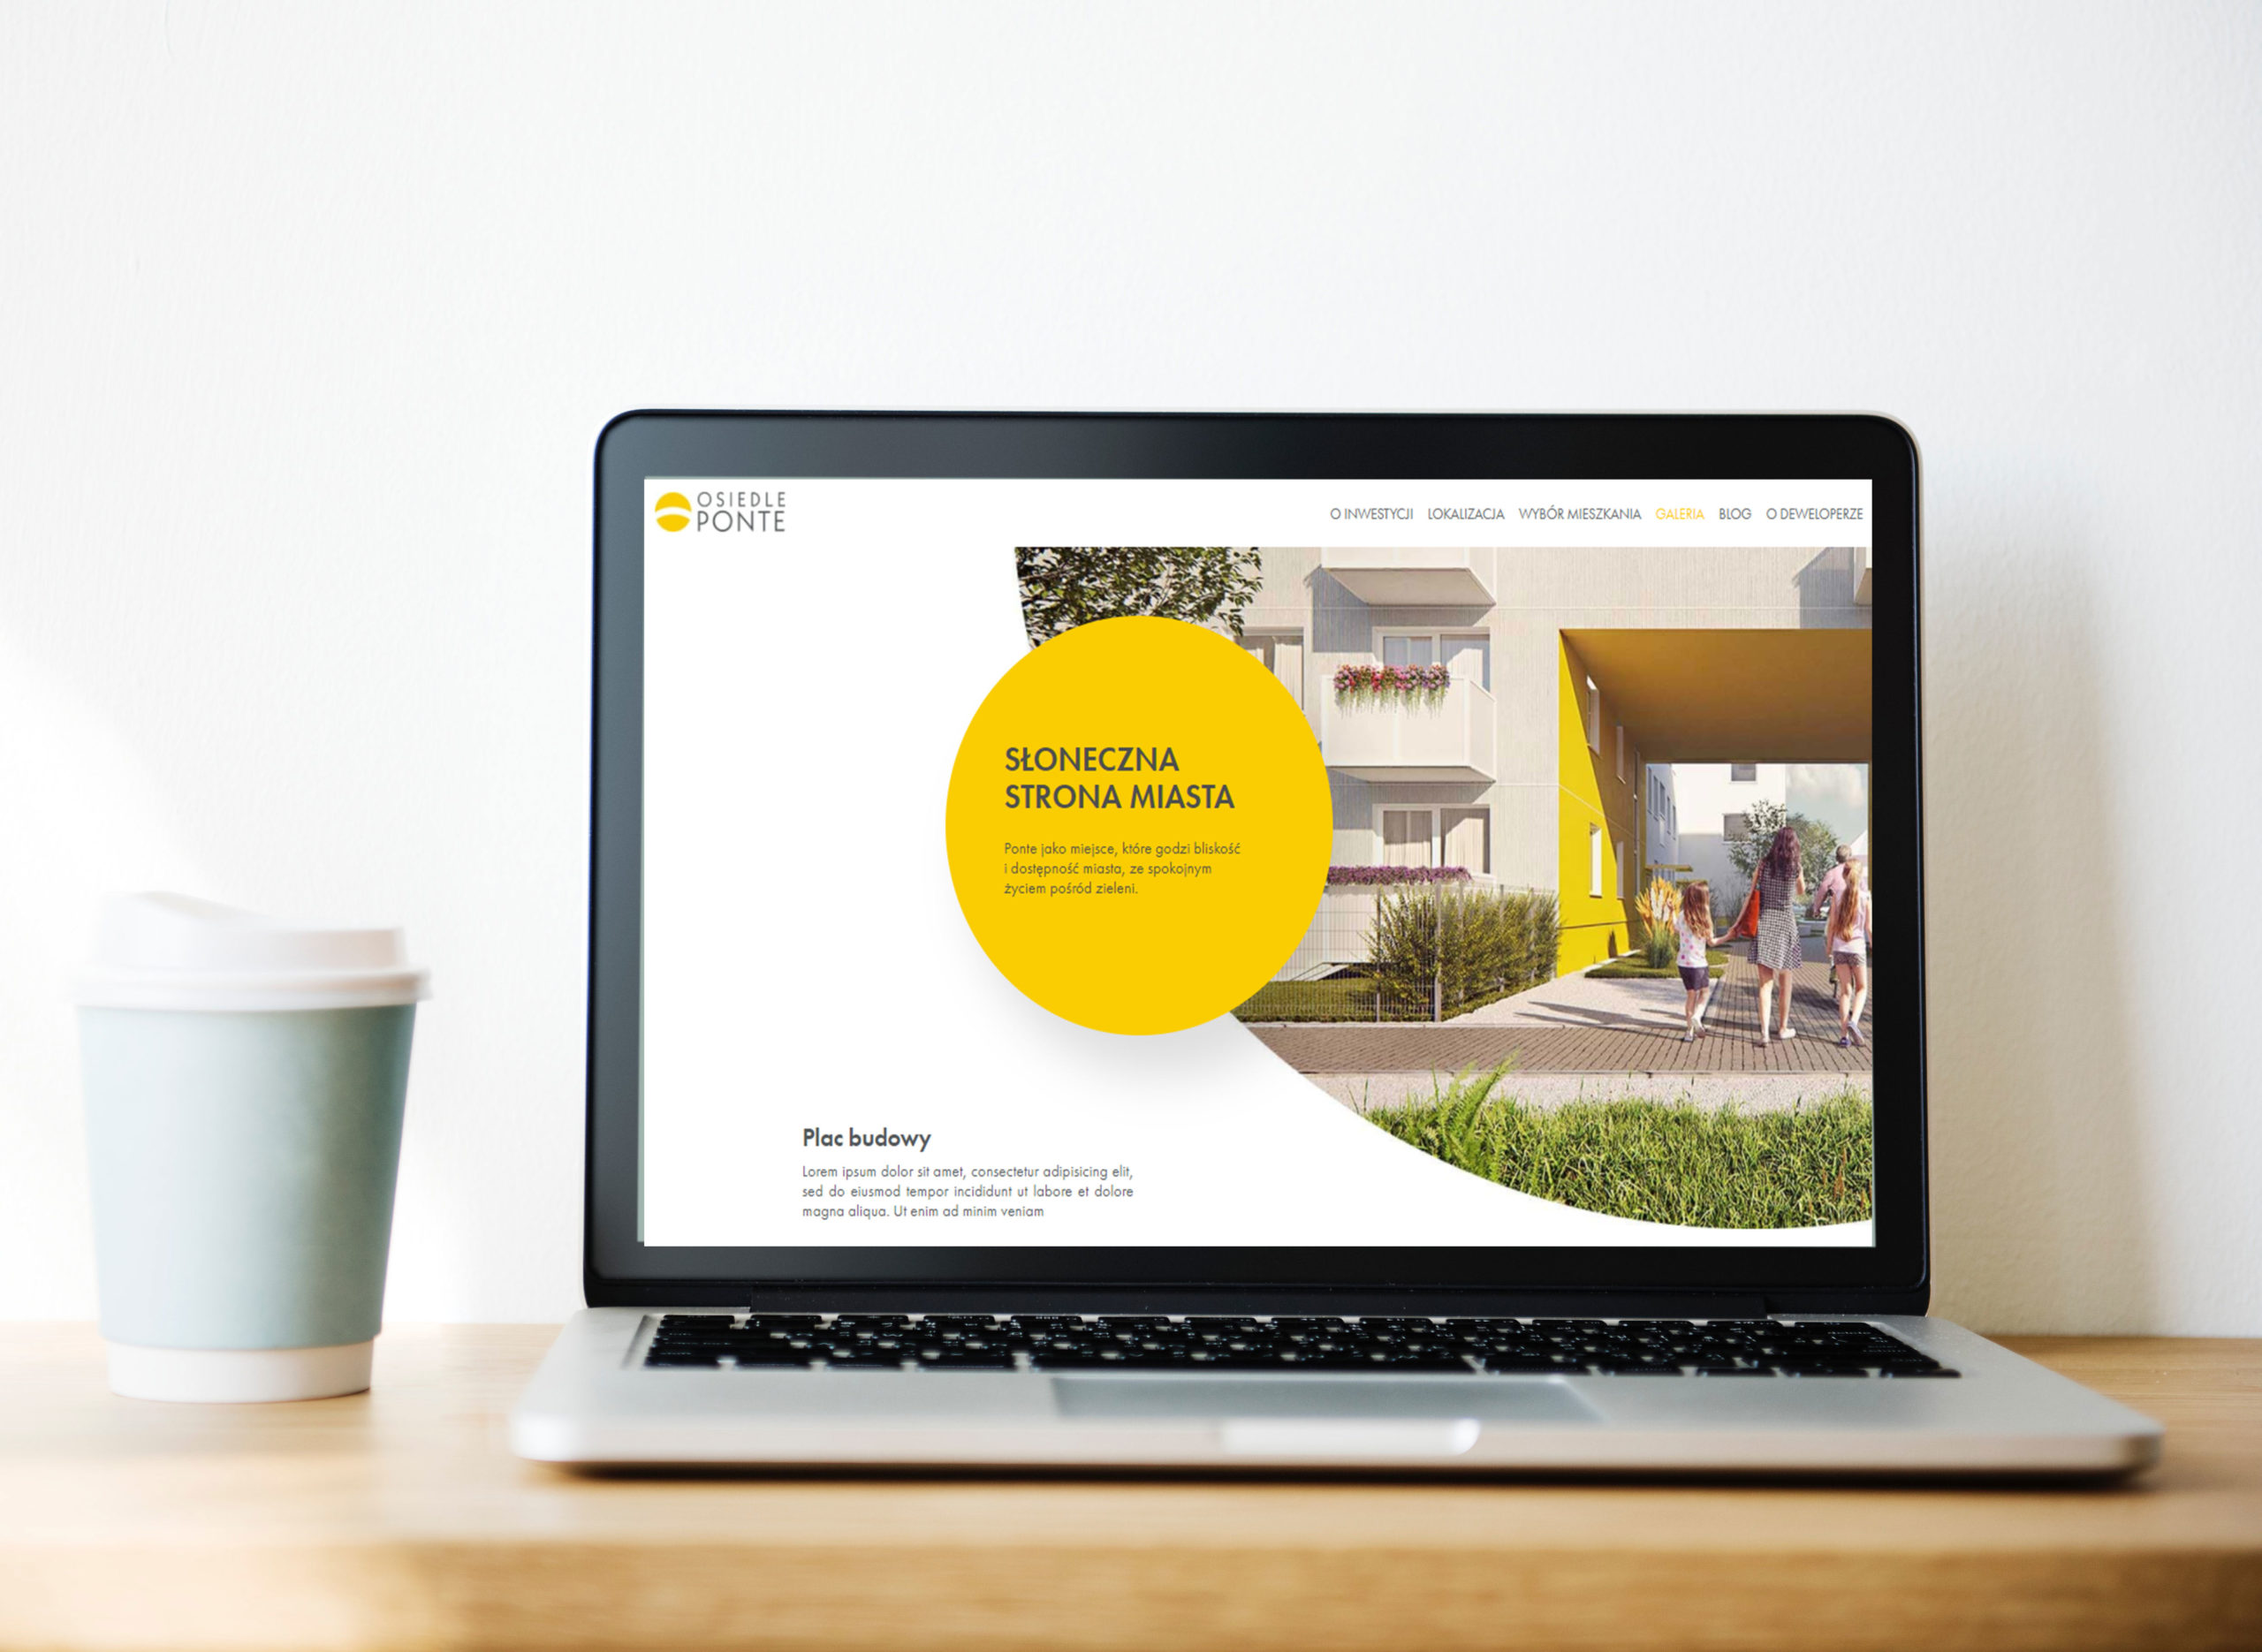 OSIEDLE
PONTE
O INWESTYCJI LOKALIZACJA WYBÓR MIESZKANIA GALERIA BLOG O DEWELOPERZE
SŁONECZNA
STRONA MIASTA
Ponte jako miejsce, które godzi bliskość
i dostępność miasta, ze spokojnym
życiem pośród zieleni.
Plac budowy
Lorem ipsum dolor sit amet, consectetur adipisicing elit,
sed do eiusmod tempor incididunt ut labore et dolore
magna aliqua. Ut enim ad minim veniam